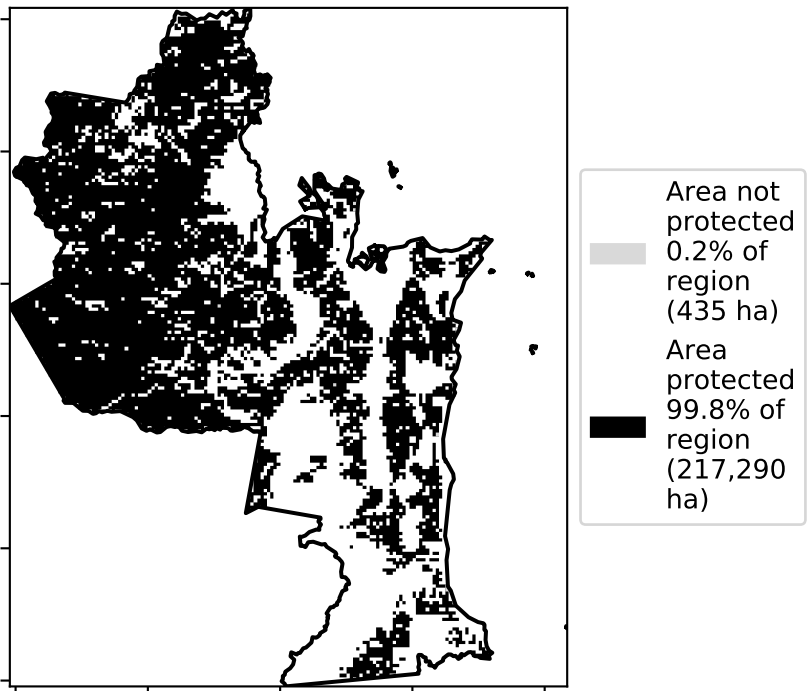 Area not
protected
0.2% of
region
(435 ha)
Area
protected
99.8% of
region
(217,290
ha)